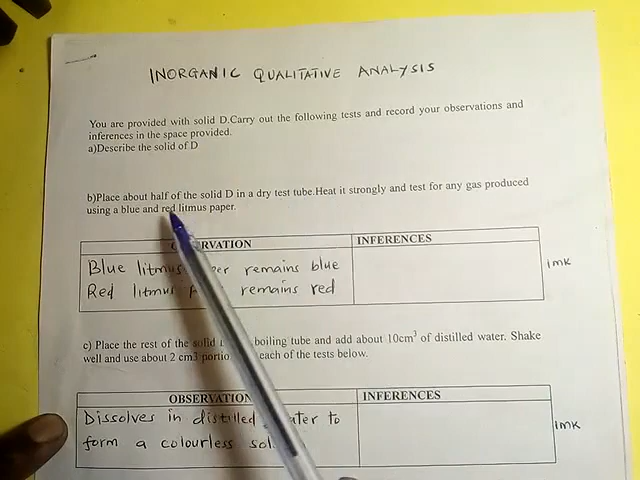 INORGANIC QUALITATIVE ANALYSIS
You are provided with solid D.Carry out the following tests and record your observations and
inferences in the space provided.
a)Describe the solid of D
b)Place about half of the solid D in a dry test tube.Heat it strongly and test for any gas produced
using a blue and red litmus paper.
INFERENCES
Blue litmus remains blue
Red litmus remains red
1mk
c) Place the rest of the solid boiling tube and add about 10cm³ of distilled water. Shake
well and use about 2 cm3 each of the tests below.
OBSERVATION INFERENCES
Dissolves in distilled to
form a colourless
1mk